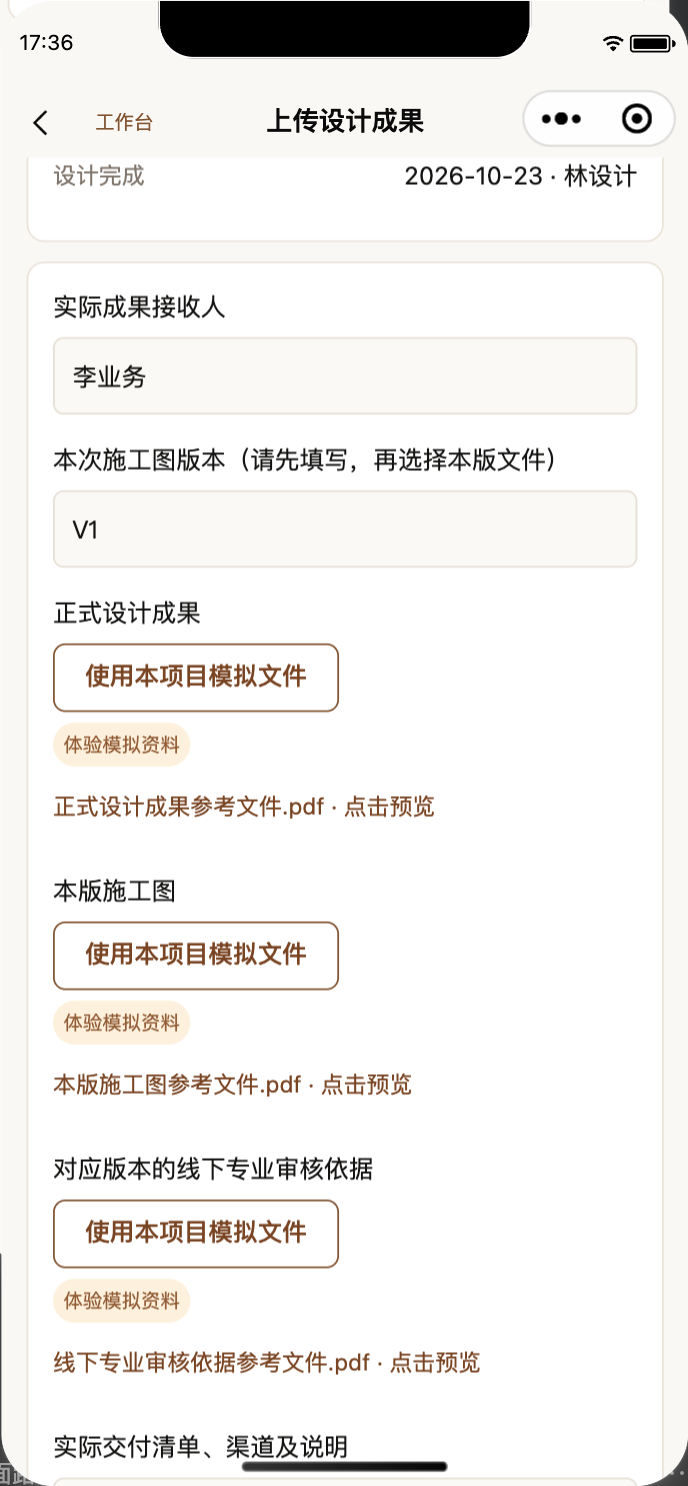 17:36
工作台
上传设计成果
设计完成
2026-10-23 · 林设计
实际成果接收人
李业务
本次施工图版本（请先填写，再选择本版文件）
V1
正式设计成果
使用本项目模拟文件
体验模拟资料
正式设计成果参考文件.pdf · 点击预览
本版施工图
使用本项目模拟文件
体验模拟资料
本版施工图参考文件.pdf · 点击预览
对应版本的线下专业审核依据
使用本项目模拟文件
体验模拟资料
线下专业审核依据参考文件.pdf · 点击预览
实际交付清单、渠道及说明